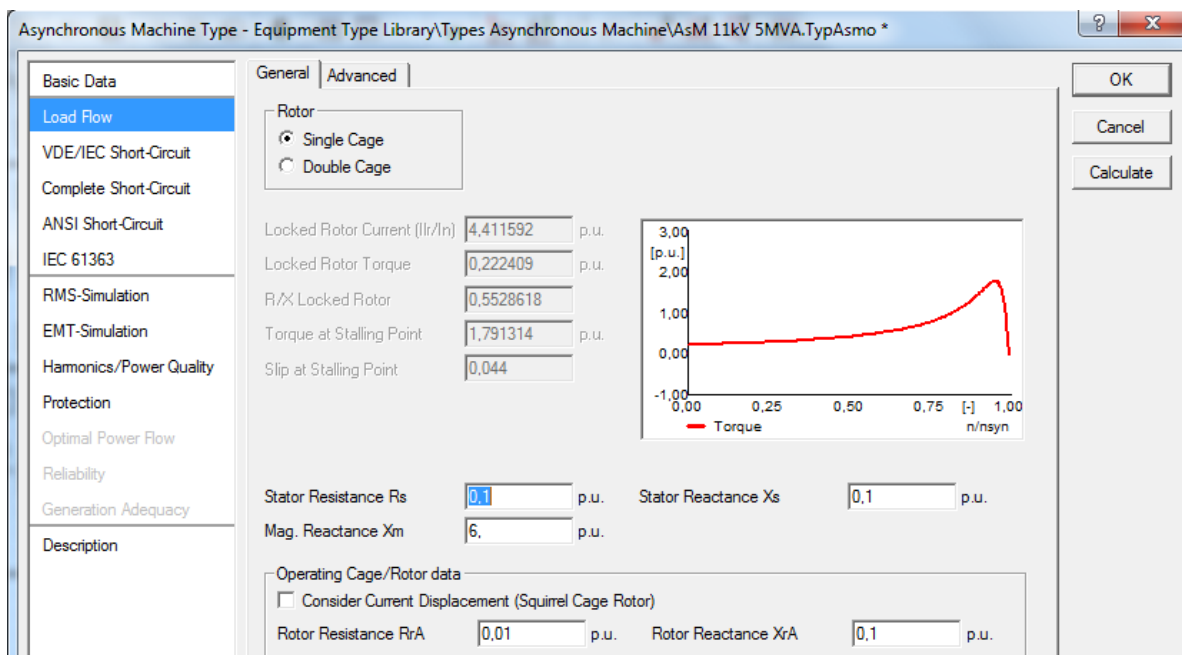 Asynchronous Machine Type - Equipment Type Library\Types Asynchronous Machine\AsM 11kV 5MVA.TypAsmo *
?
X
Basic Data
Load Flow
VDE/IEC Short-Circuit
Complete Short-Circuit
ANSI Short-Circuit
IEC 61363
RMS-Simulation
EMT-Simulation
Harmonics/Power Quality
Protection
Optimal Power Flow
Reliability
Generation Adequacy
Description
General Advanced
Rotor
Single Cage
Double Cage
Locked Rotor Current (Ilr/In) 4,411592 p.u.
Locked Rotor Torque 0,222409 p.u.
R/X Locked Rotor 0,5528618
Torque at Stalling Point 1,791314 p.u.
Slip at Stalling Point 0,044
3,00
[p.u.]
2,00
1,00
0,00
-1,00
0,00 0,25 0,50 0,75 [-] 1,00
Torque n/nsyn
Stator Resistance Rs 0,1 p.u. Stator Reactance Xs 0,1 p.u.
Mag. Reactance Xm 6, p.u.
Operating Cage/Rotor data
Consider Current Displacement (Squirrel Cage Rotor)
Rotor Resistance RrA 0,01 p.u. Rotor Reactance XrA 0,1 p.u.
OK
Cancel
Calculate